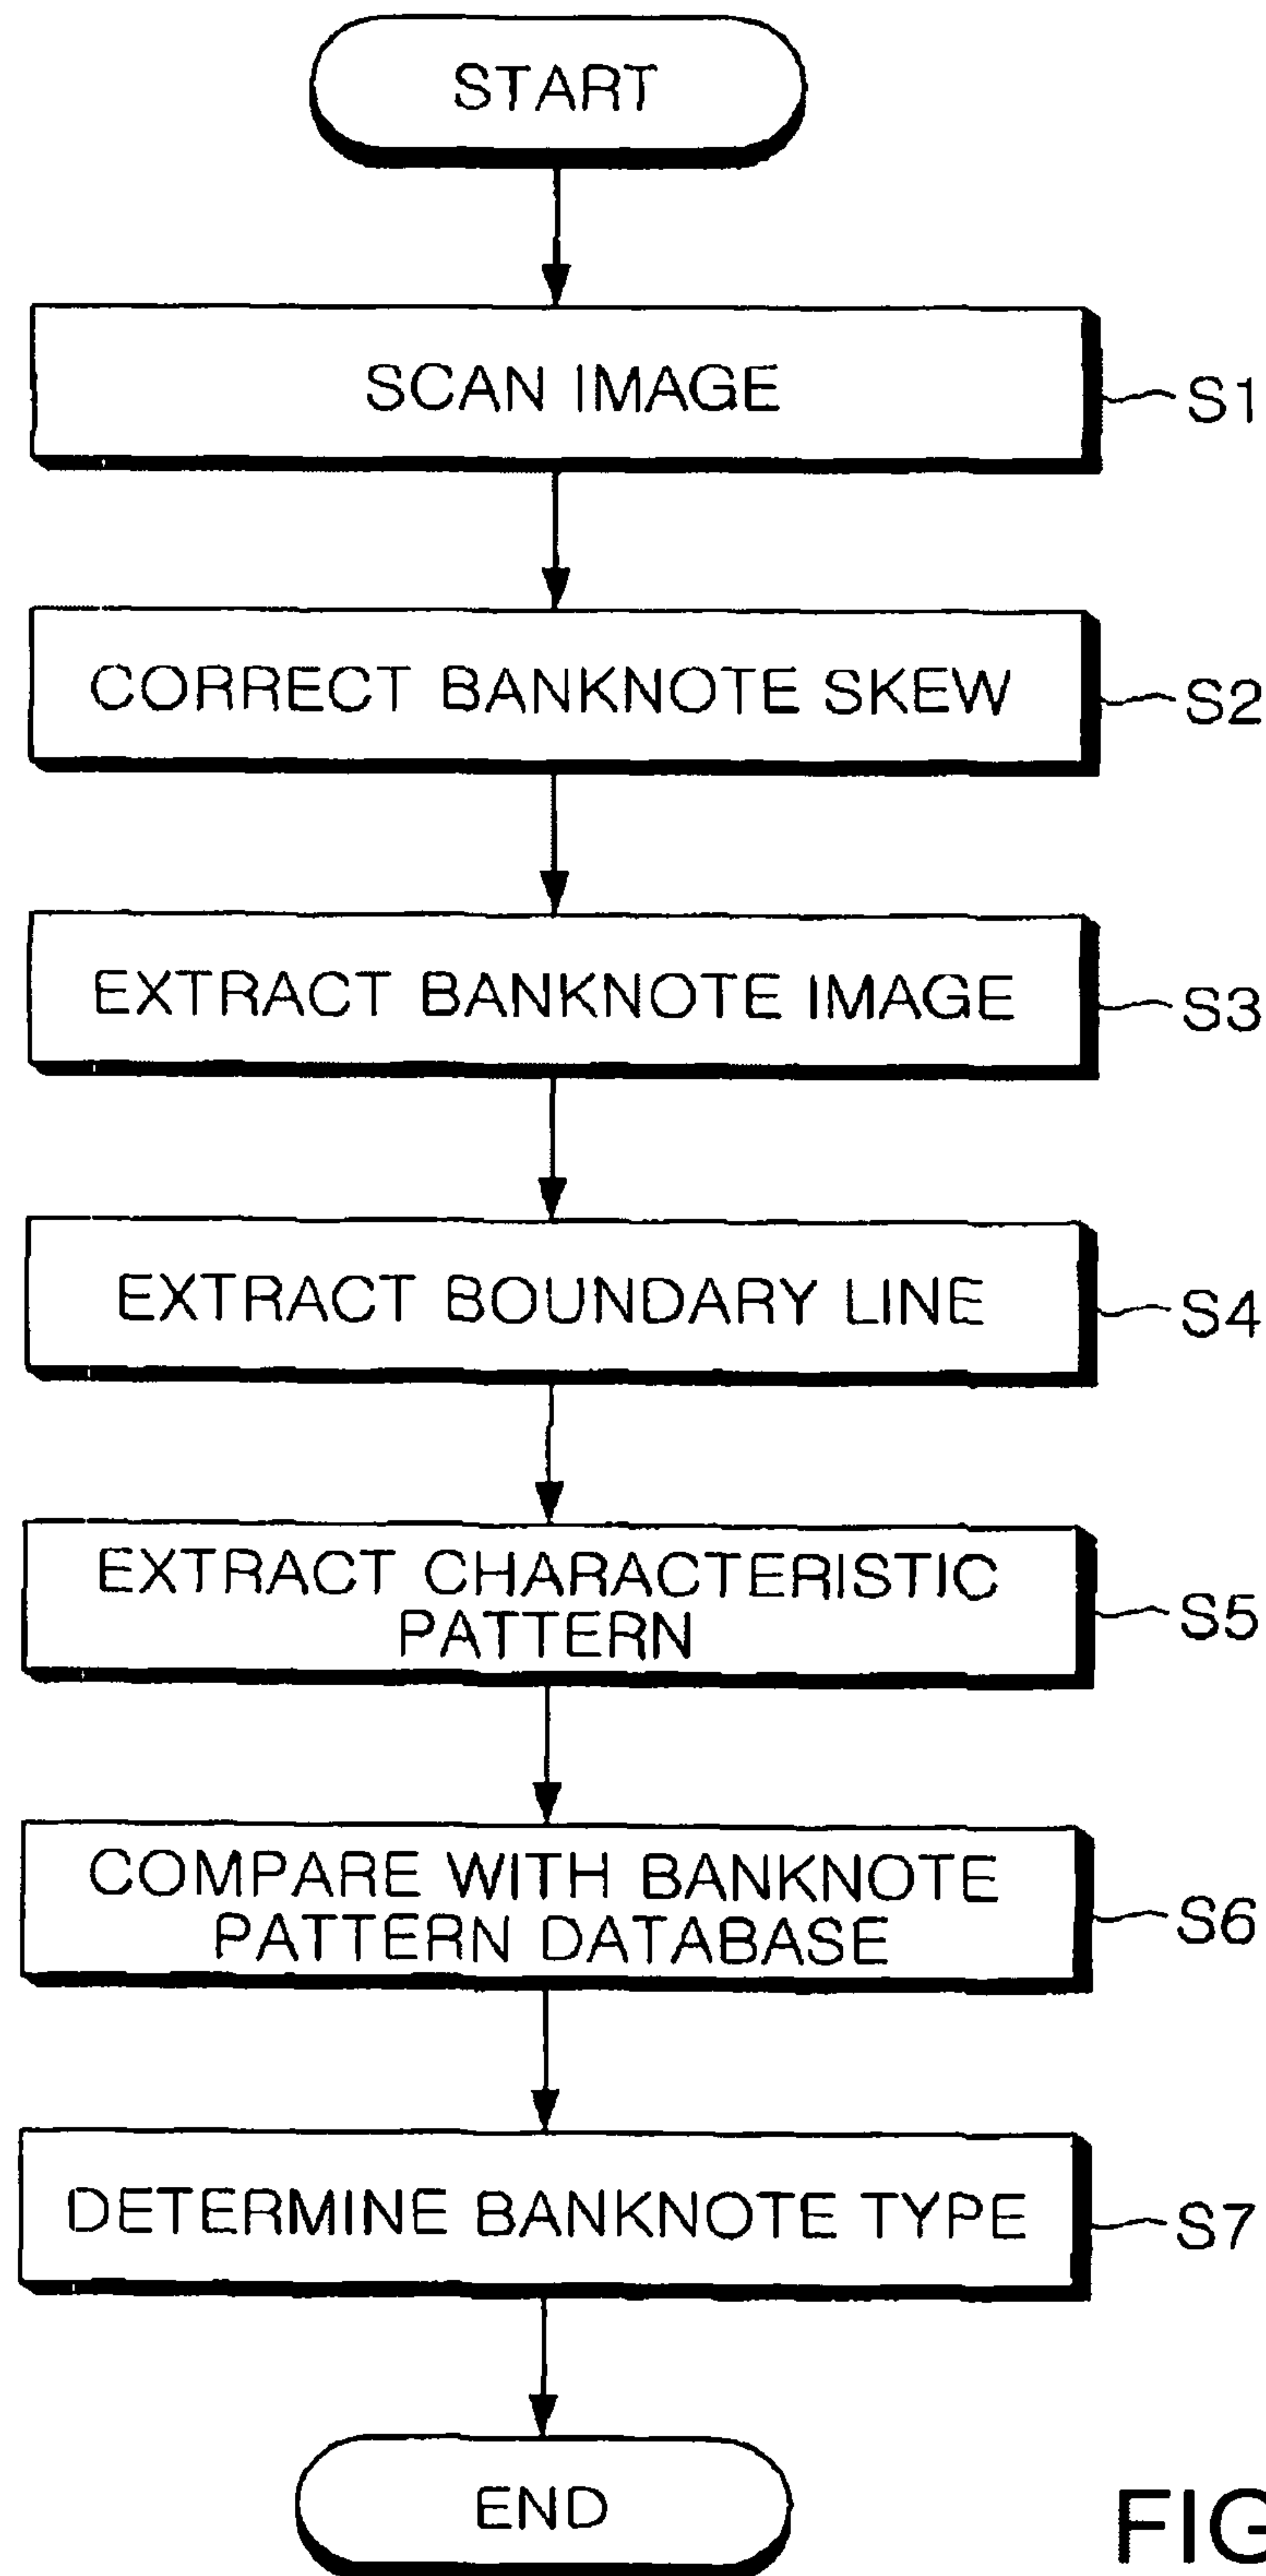 START
SCAN IMAGE
S1
CORRECT BANKNOTE SKEW
S2
EXTRACT BANKNOTE IMAGE
S3
EXTRACT BOUNDARY LINE
S4
EXTRACT CHARACTERISTIC
PATTERN
S5
COMPARE WITH BANKNOTE
PATTERN DATABASE
S6
DETERMINE BANKNOTE TYPE
S7
END
FIG